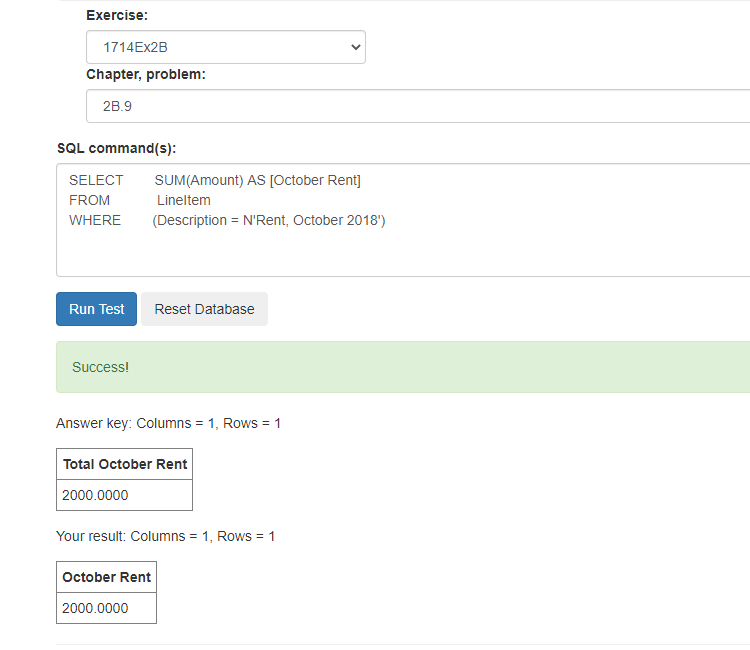 Exercise:
1714Ex2B
Chapter, problem:
2B.9
SQL command(s):
SELECT SUM(Amount) AS [October Rent]
FROM LineItem
WHERE (Description = N'Rent, October 2018')
Run Test Reset Database
Success!
Answer key: Columns = 1, Rows = 1
Total October Rent
2000.0000
Your result: Columns = 1, Rows = 1
October Rent
2000.0000